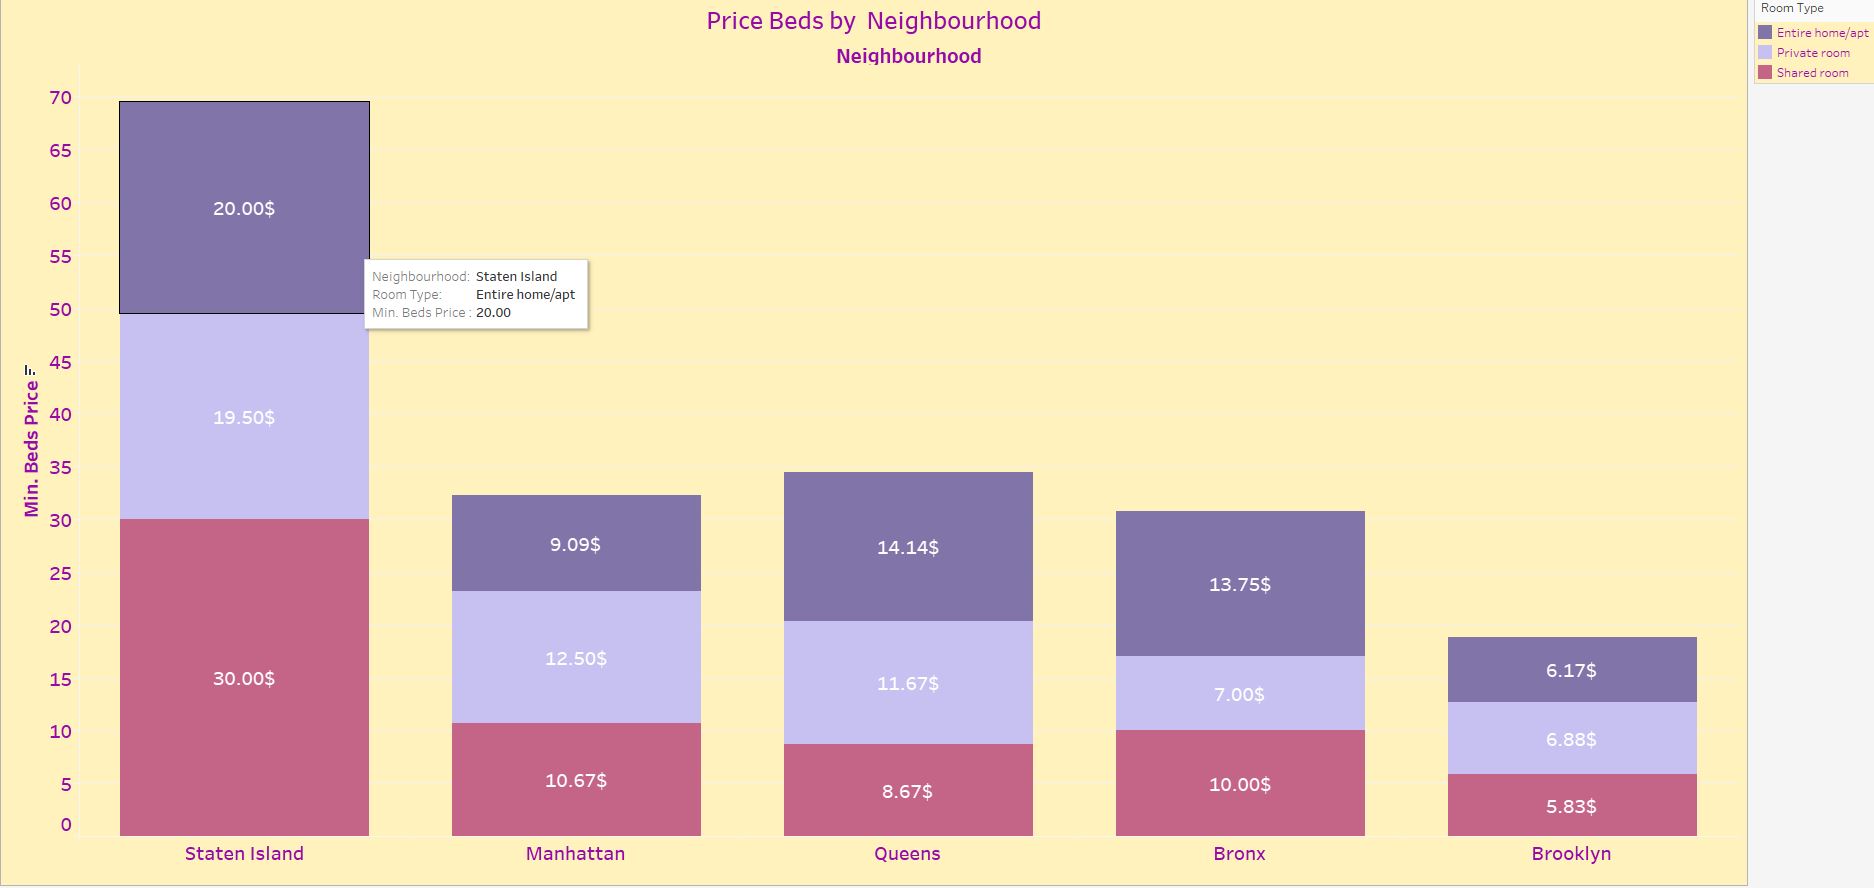 Price Beds by  Neighbourhood
Neighbourhood
Room Type
Entire home/apt
Private room
Shared room
Min. Beds Price
70
65
60
55
50
45
40
35
30
25
20
15
10
5
0
20.00$
19.50$
30.00$
Neighbourhood: Staten Island
Room Type: Entire home/apt
Min. Beds Price : 20.00
9.09$
12.50$
10.67$
14.14$
11.67$
8.67$
13.75$
7.00$
10.00$
6.17$
6.88$
5.83$
Staten Island
Manhattan
Queens
Bronx
Brooklyn